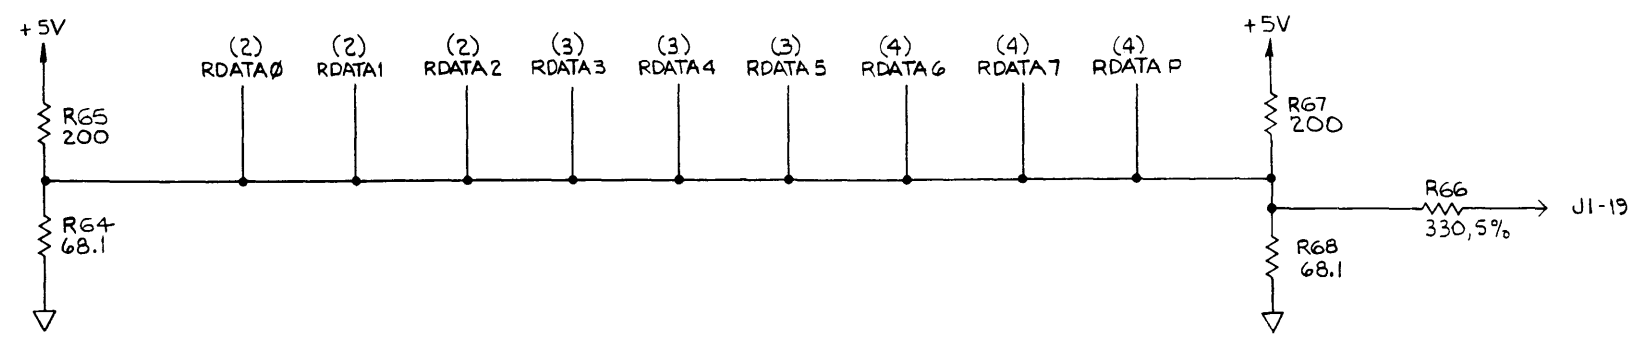 +5V
(2) (2) (2) (3) (3) (3) (4) (4) (4)
RDATAØ RDATA1 RDATA2 RDATA3 RDATA4 RDATA5 RDATA6 RDATA7 RDATA P
+5V
R65
200
R67
200
R64
68.1
R66
330,5%
J1-19
R68
68.1